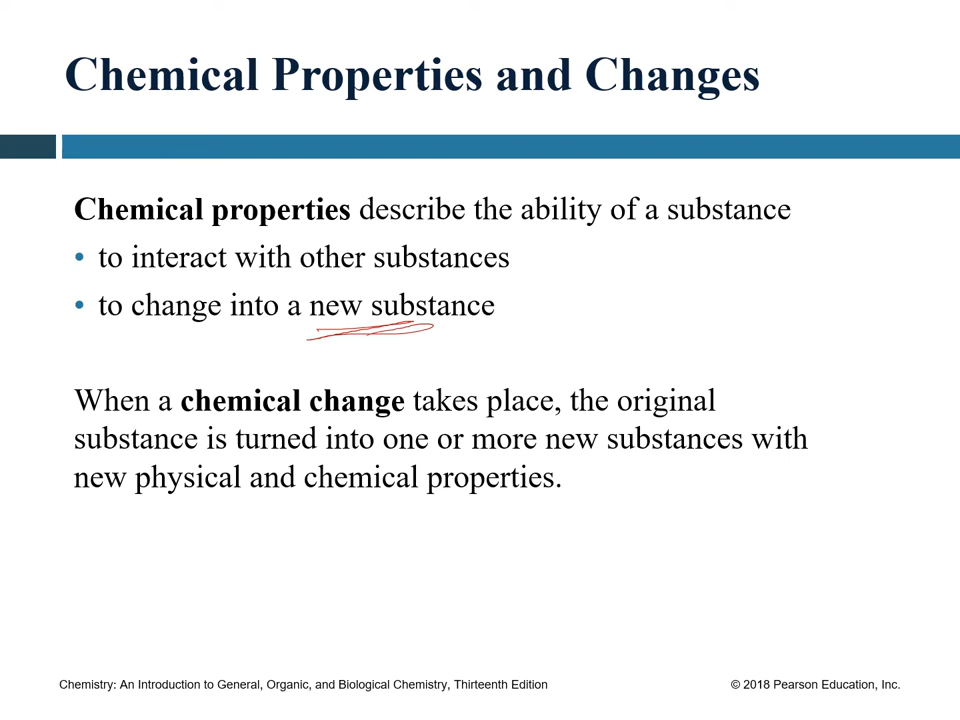 Chemical Properties and Changes
Chemical properties describe the ability of a substance
• to interact with other substances
• to change into a new substance
When a chemical change takes place, the original
substance is turned into one or more new substances with
new physical and chemical properties.
Chemistry: An Introduction to General, Organic, and Biological Chemistry, Thirteenth Edition
© 2018 Pearson Education, Inc.